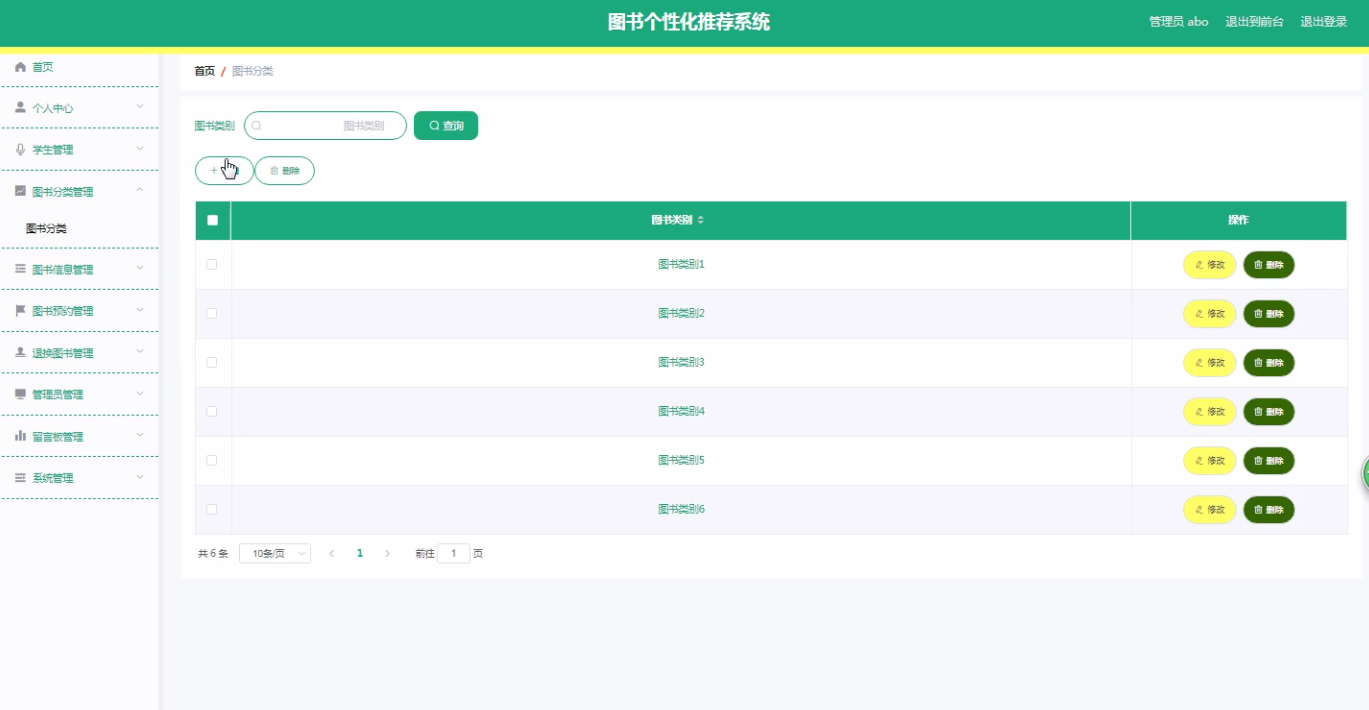 图书个性化推荐系统
管理员 abo 退出到前台 退出登录
首页
个人中心
学生管理
图书分类管理
图书分类
图书信息管理
图书预约管理
退换图书管理
管理员管理
留言板管理
系统管理
首页 / 图书分类
图书类别 图书类别 查询
删除
图书类别 操作
图书类别1 修改 删除
图书类别2 修改 删除
图书类别3 修改 删除
图书类别4 修改 删除
图书类别5 修改 删除
图书类别6 修改 删除
共 6 条 10条/页 1 前往 1 页